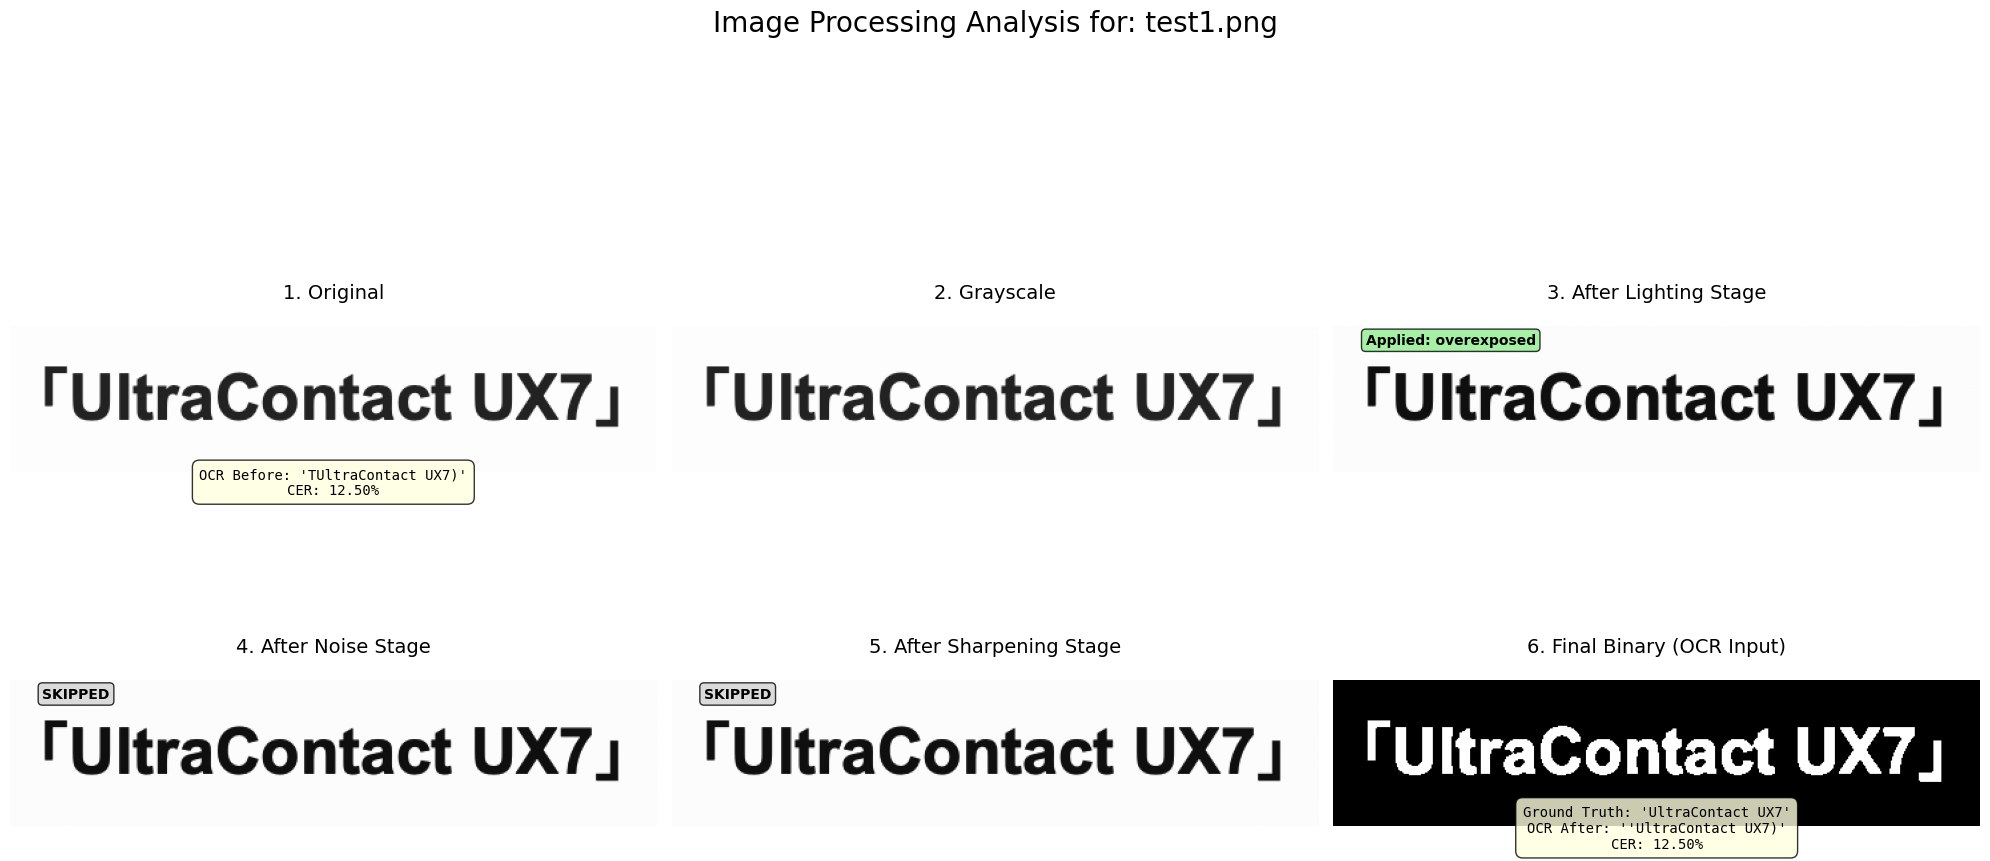 Image Processing Analysis for: test1.png
1. Original
「UltraContact UX7」
OCR Before: 'TUltraContact UX7)'
CER: 12.50%
2. Grayscale
「UltraContact UX7」
3. After Lighting Stage
Applied: overexposed
「UltraContact UX7」
4. After Noise Stage
SKIPPED
「UltraContact UX7」
5. After Sharpening Stage
SKIPPED
「UltraContact UX7」
6. Final Binary (OCR Input)
「UltraContact UX7」
Ground Truth: 'UltraContact UX7'
OCR After: ''UltraContact UX7)'
CER: 12.50%